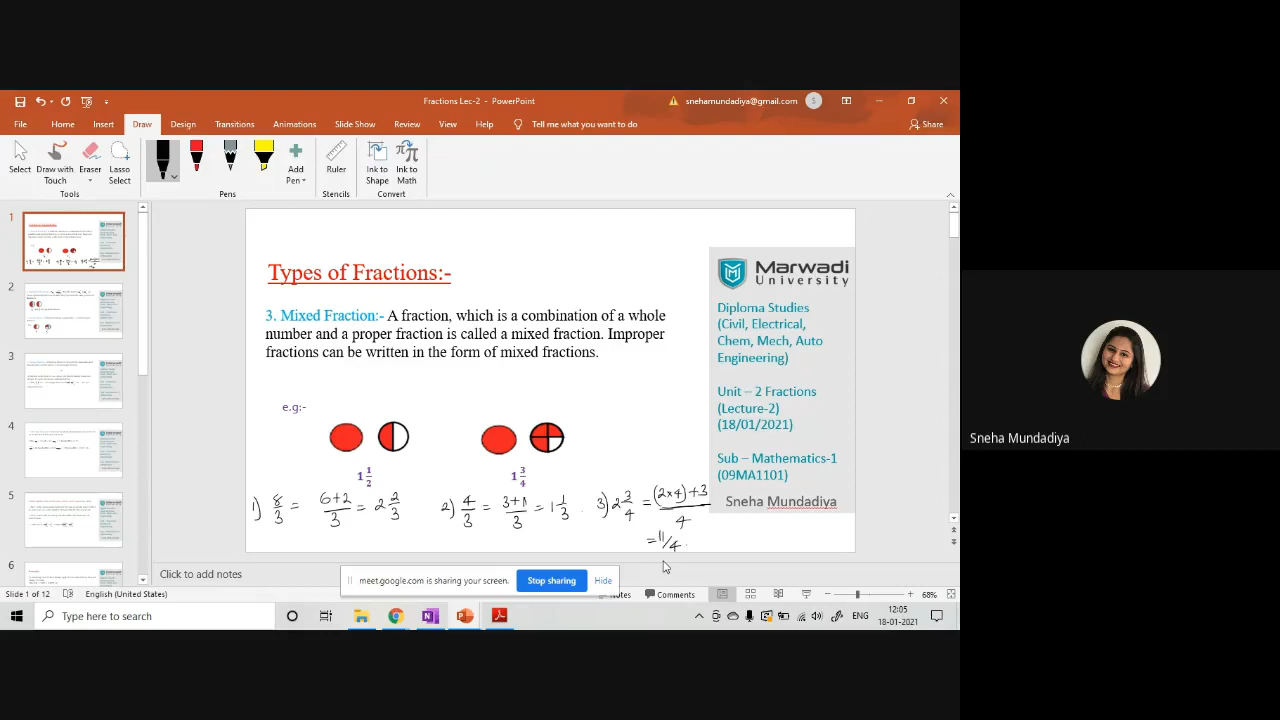 Fractions Lec-2 - PowerPoint
snehamundadiya@gmail.com
S
File Home Insert Draw Design Transitions Animations Slide Show Review View Help Tell me what you want to do
Share
Select
Draw with Touch
Eraser
Lasso Select
Add Pen
Ruler
Ink to Shape
Ink to Math
Tools
Pens
Stencils
Convert
1
2
3
4
5
6
Types of Fractions:-
3. Mixed Fraction:- A fraction, which is a combination of a whole
number and a proper fraction is called a mixed fraction. Improper
fractions can be written in the form of mixed fractions.
e.g:-
1 1/2
1 3/4
1) 8/3 = 6+2/3 = 2 2/3
2) 4/3 = 3+1/3 = 1 1/3
3) 2 3/4 = (2×4)+3/4
= 11/4.
Marwadi
University
Diploma Studies
(Civil, Electrical,
Chem, Mech, Auto
Engineering)
Unit – 2 Fractions
(Lecture-2)
(18/01/2021)
Sub – Mathematics-1
(09MA1101)
Sneha Mundadiya
Sneha Mundadiya
Click to add notes
meet.google.com is sharing your screen.
Stop sharing
Hide
Slide 1 of 12
English (United States)
Notes
Comments
68%
Type here to search
ENG
12:05
18-01-2021